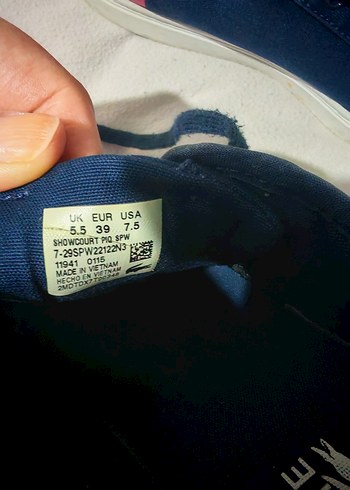 UK EUR USA
5.5 39 7.5
SHOWCOURT PIQ SPW
7-29SPW22122N3
11941 0115
MADE IN VIETNAM
HECHO EN VIETNAM